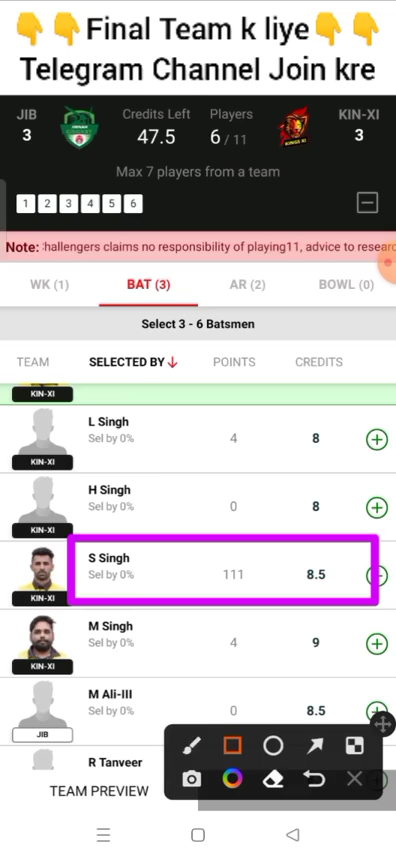 👇👇Final Team k liye👇👇
Telegram Channel Join kre
JIB Credits Left Players KIN-XI
3 47.5 6 / 11 3
Max 7 players from a team
1 2 3 4 5 6
Note: hallengers claims no responsibility of playing11, advice to researc
WK (1) BAT (3) AR (2) BOWL (0)
Select 3 - 6 Batsmen
TEAM SELECTED BY POINTS CREDITS
KIN-XI
L Singh
Sel by 0% 4 8
KIN-XI
H Singh
Sel by 0% 0 8
KIN-XI
S Singh
Sel by 0% 111 8.5
KIN-XI
M Singh
Sel by 0% 4 9
KIN-XI
M Ali-III
Sel by 0% 0 8.5
JIB
R Tanveer
TEAM PREVIEW